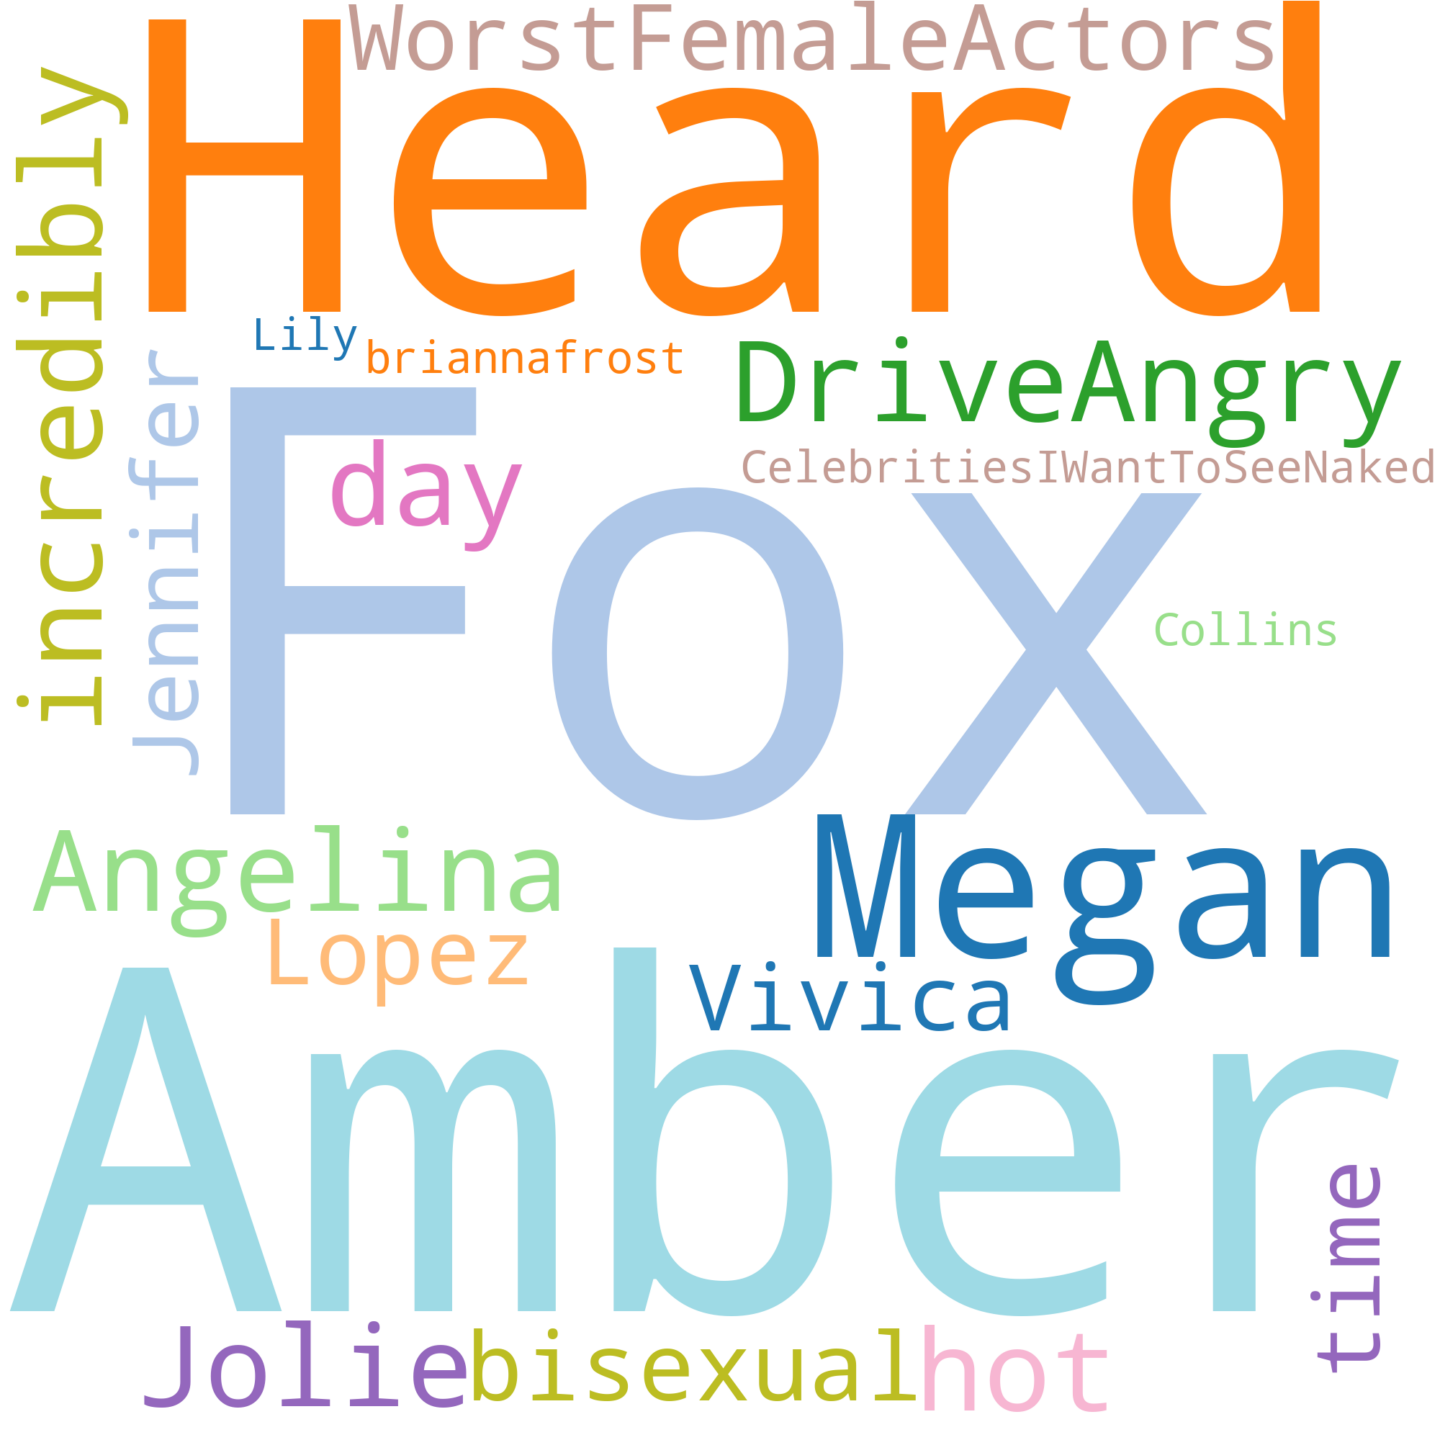 WorstFemaleActors
Heard
incredibly
Lily
briannafrost
DriveAngry
Jennifer
day
CelebritiesIWantToSeeNaked
Fox
Collins
Angelina
Megan
Lopez
Vivica
Amber
time
Jolie
bisexual
hot